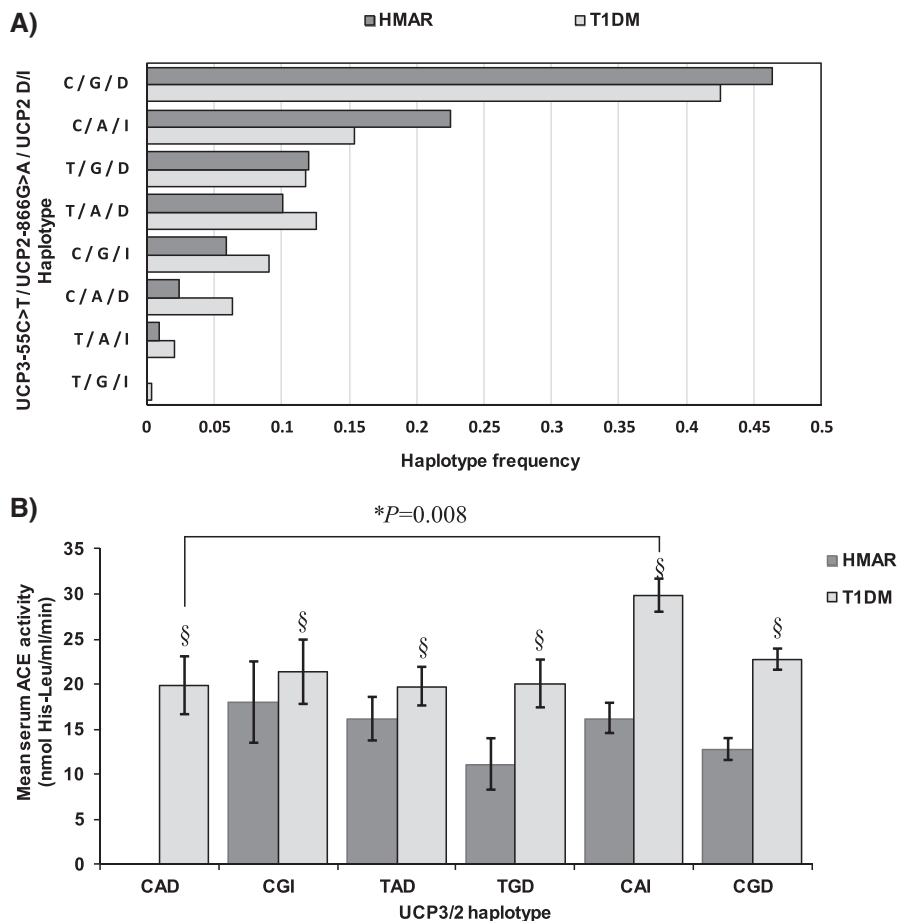 A)
HMAR
T1DM
UCP3-55C>T/UCP2-866G>A/UCP2 D/I
Haplotype
C/G/D
C/A/I
T/G/D
T/A/D
C/G/I
C/A/D
T/A/I
T/G/I
0 0.05 0.1 0.15 0.2 0.25 0.3 0.35 0.4 0.45 0.5
Haplotype frequency
B)
*P=0.008
Mean serum ACE activity
(nmol His-Leu/ml/min)
35
30
25
20
15
10
5
0
§ § § § § §
HMAR
T1DM
CAD CGI TAD TGD CAI CGD
UCP3/2 haplotype